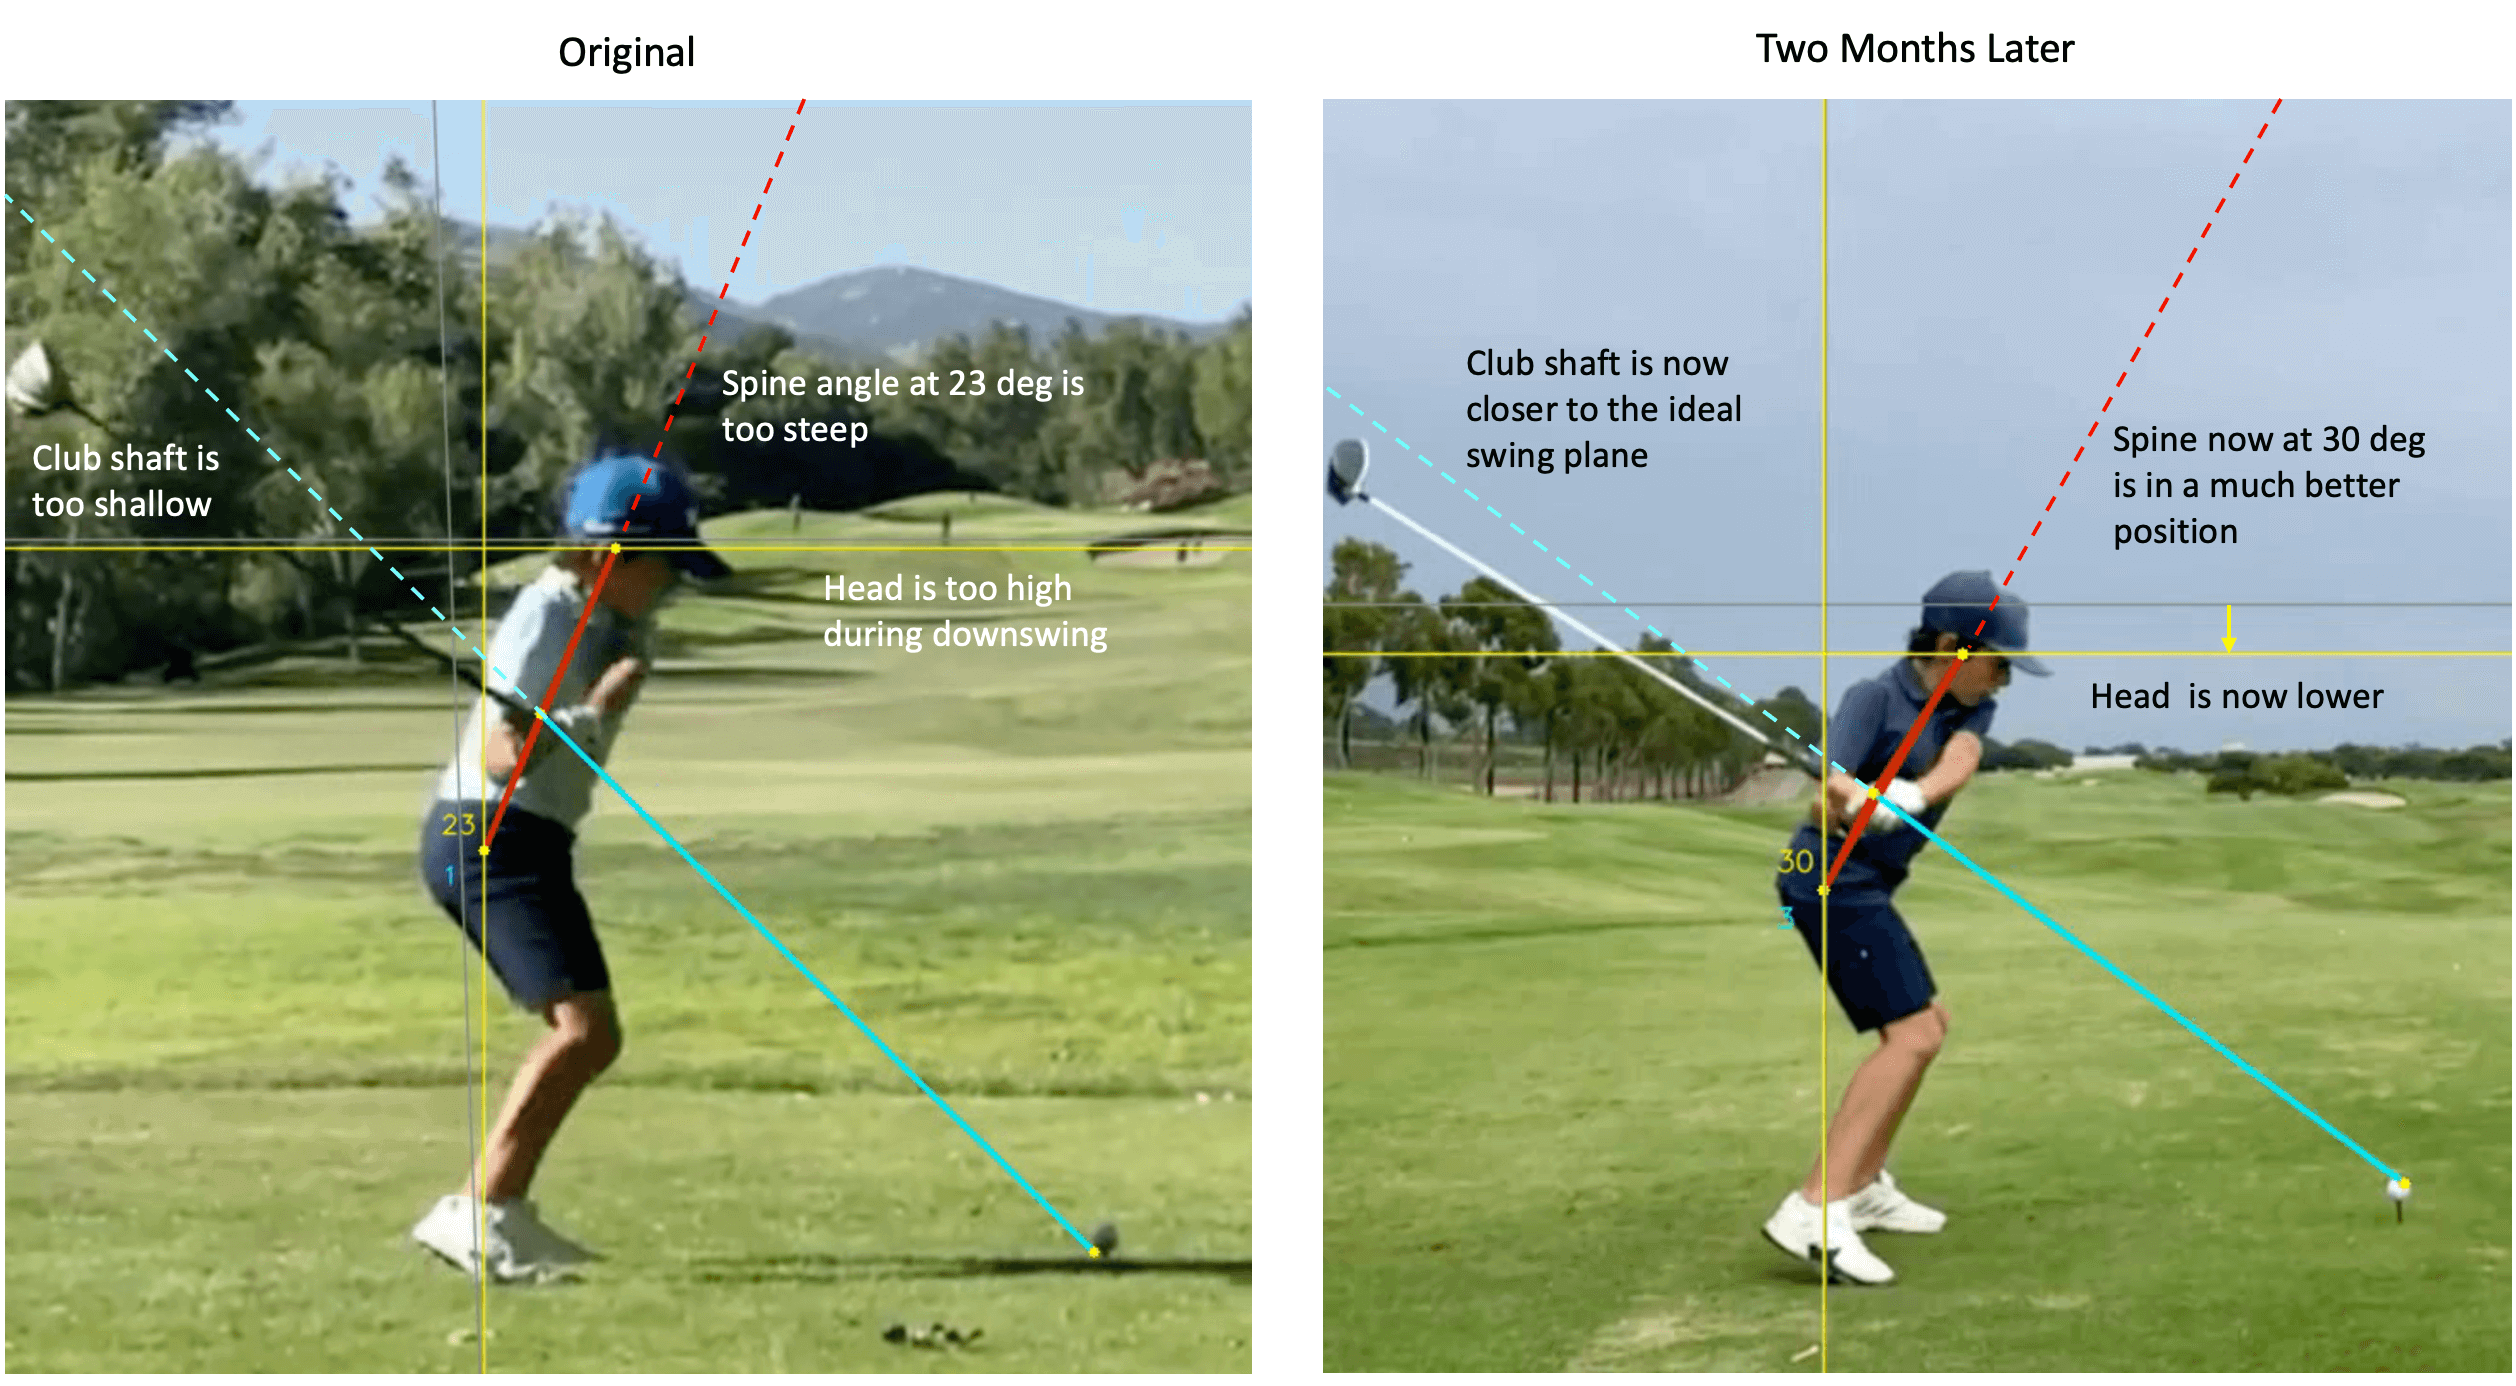 Original
Two Months Later
Spine angle at 23 deg is
too steep
Club shaft is
too shallow
Head is too high
during downswing
23
1
Club shaft is now
closer to the ideal
swing plane
Spine now at 30 deg
is in a much better
position
Head  is now lower
30
3